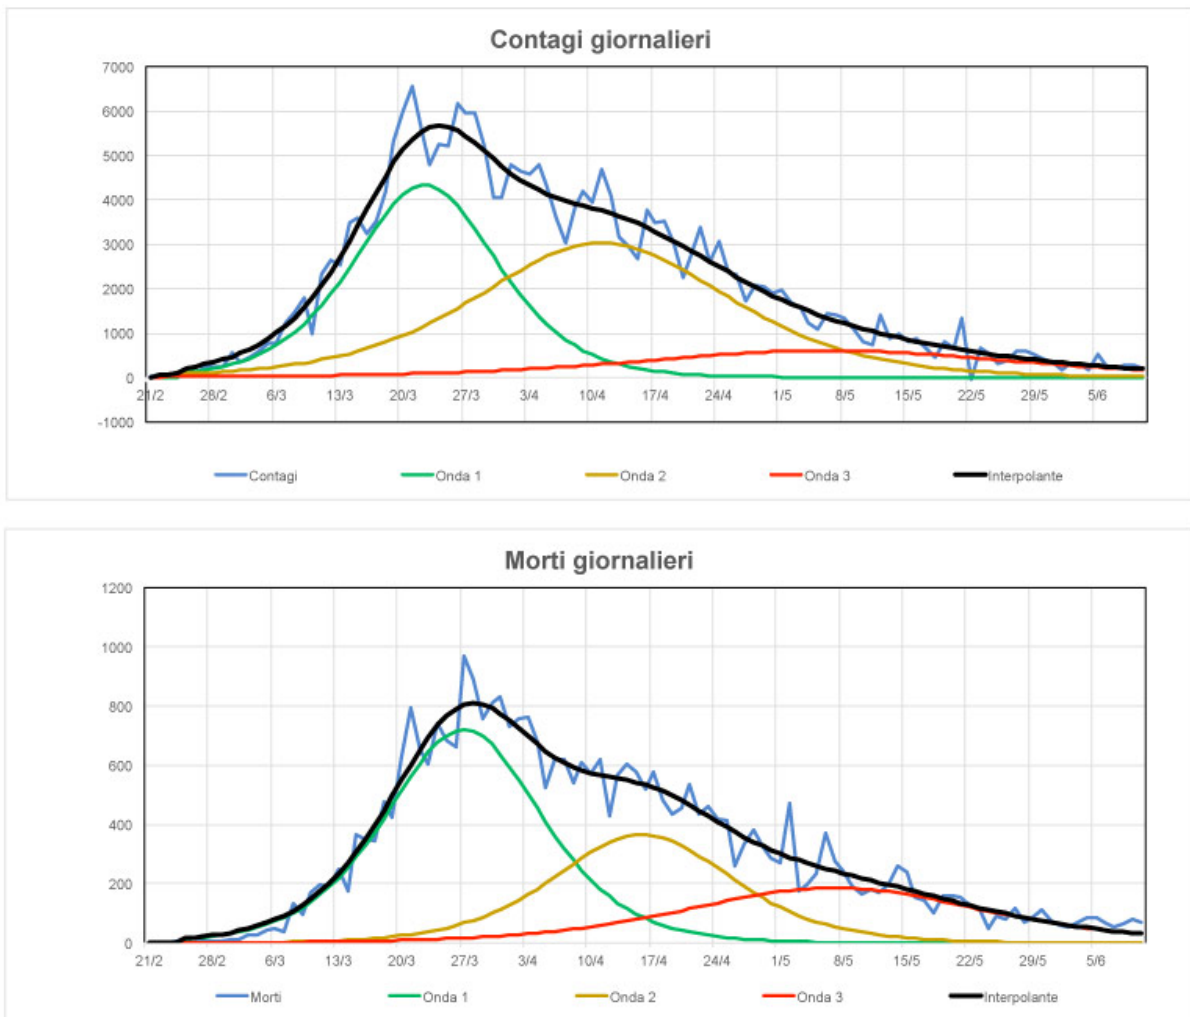 Contagi giornalieri
7000
6000
5000
4000
3000
2000
1000
0
21/2 28/2 6/3 13/3 20/3 27/3 3/4 10/4 17/4 24/4 1/5 8/5 15/5 22/5 29/5 5/6
-1000
Contagi Onda 1 Onda 2 Onda 3 Interpolante
Morti giornalieri
1200
1000
800
600
400
200
0
21/2 28/2 6/3 13/3 20/3 27/3 3/4 10/4 17/4 24/4 1/5 8/5 15/5 22/5 29/5 5/6
Morti Onda 1 Onda 2 Onda 3 Interpolante